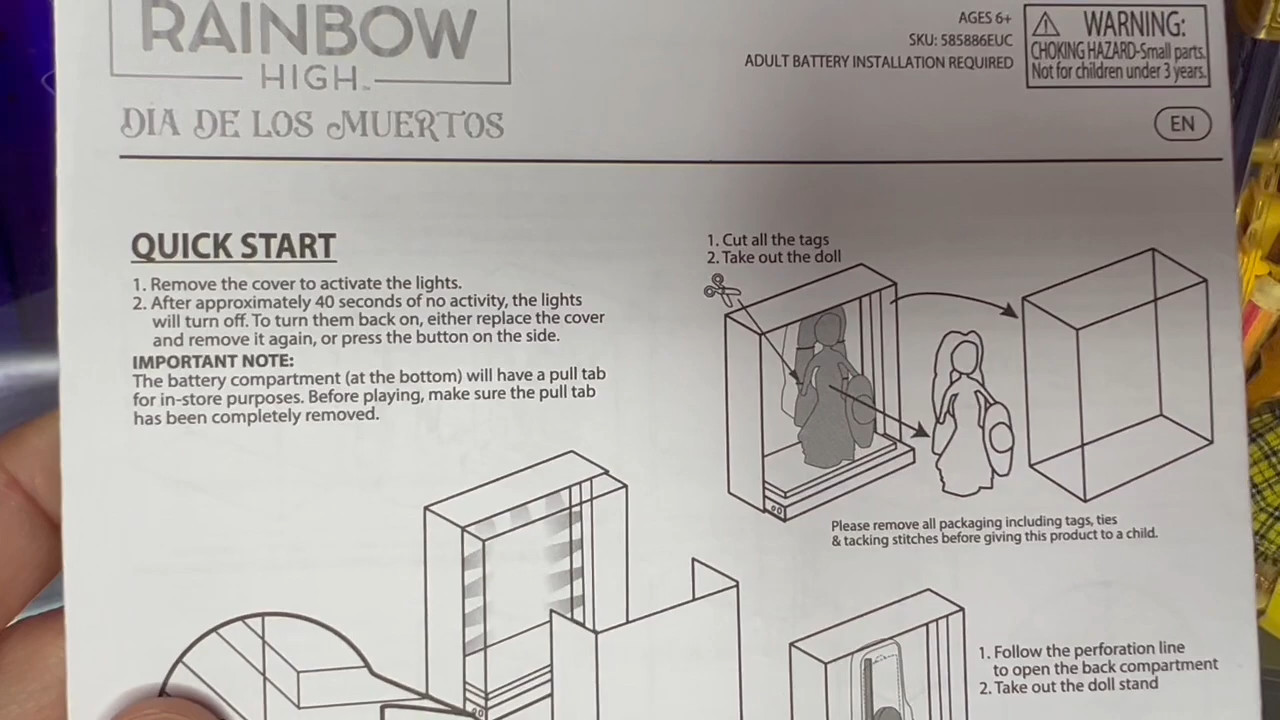 RAINBOW
HIGH™
DIA DE LOS MUERTOS
AGES 6+
SKU: 585886EUC
ADULT BATTERY INSTALLATION REQUIRED
WARNING:
CHOKING HAZARD-Small parts.
Not for children under 3 years.
EN
QUICK START
1. Remove the cover to activate the lights.
2. After approximately 40 seconds of no activity, the lights
will turn off. To turn them back on, either replace the cover
and remove it again, or press the button on the side.
IMPORTANT NOTE:
The battery compartment (at the bottom) will have a pull tab
for in-store purposes. Before playing, make sure the pull tab
has been completely removed.
1. Cut all the tags
2. Take out the doll
Please remove all packaging including tags, ties
& tacking stitches before giving this product to a child.
1. Follow the perforation line
to open the back compartment
2. Take out the doll stand